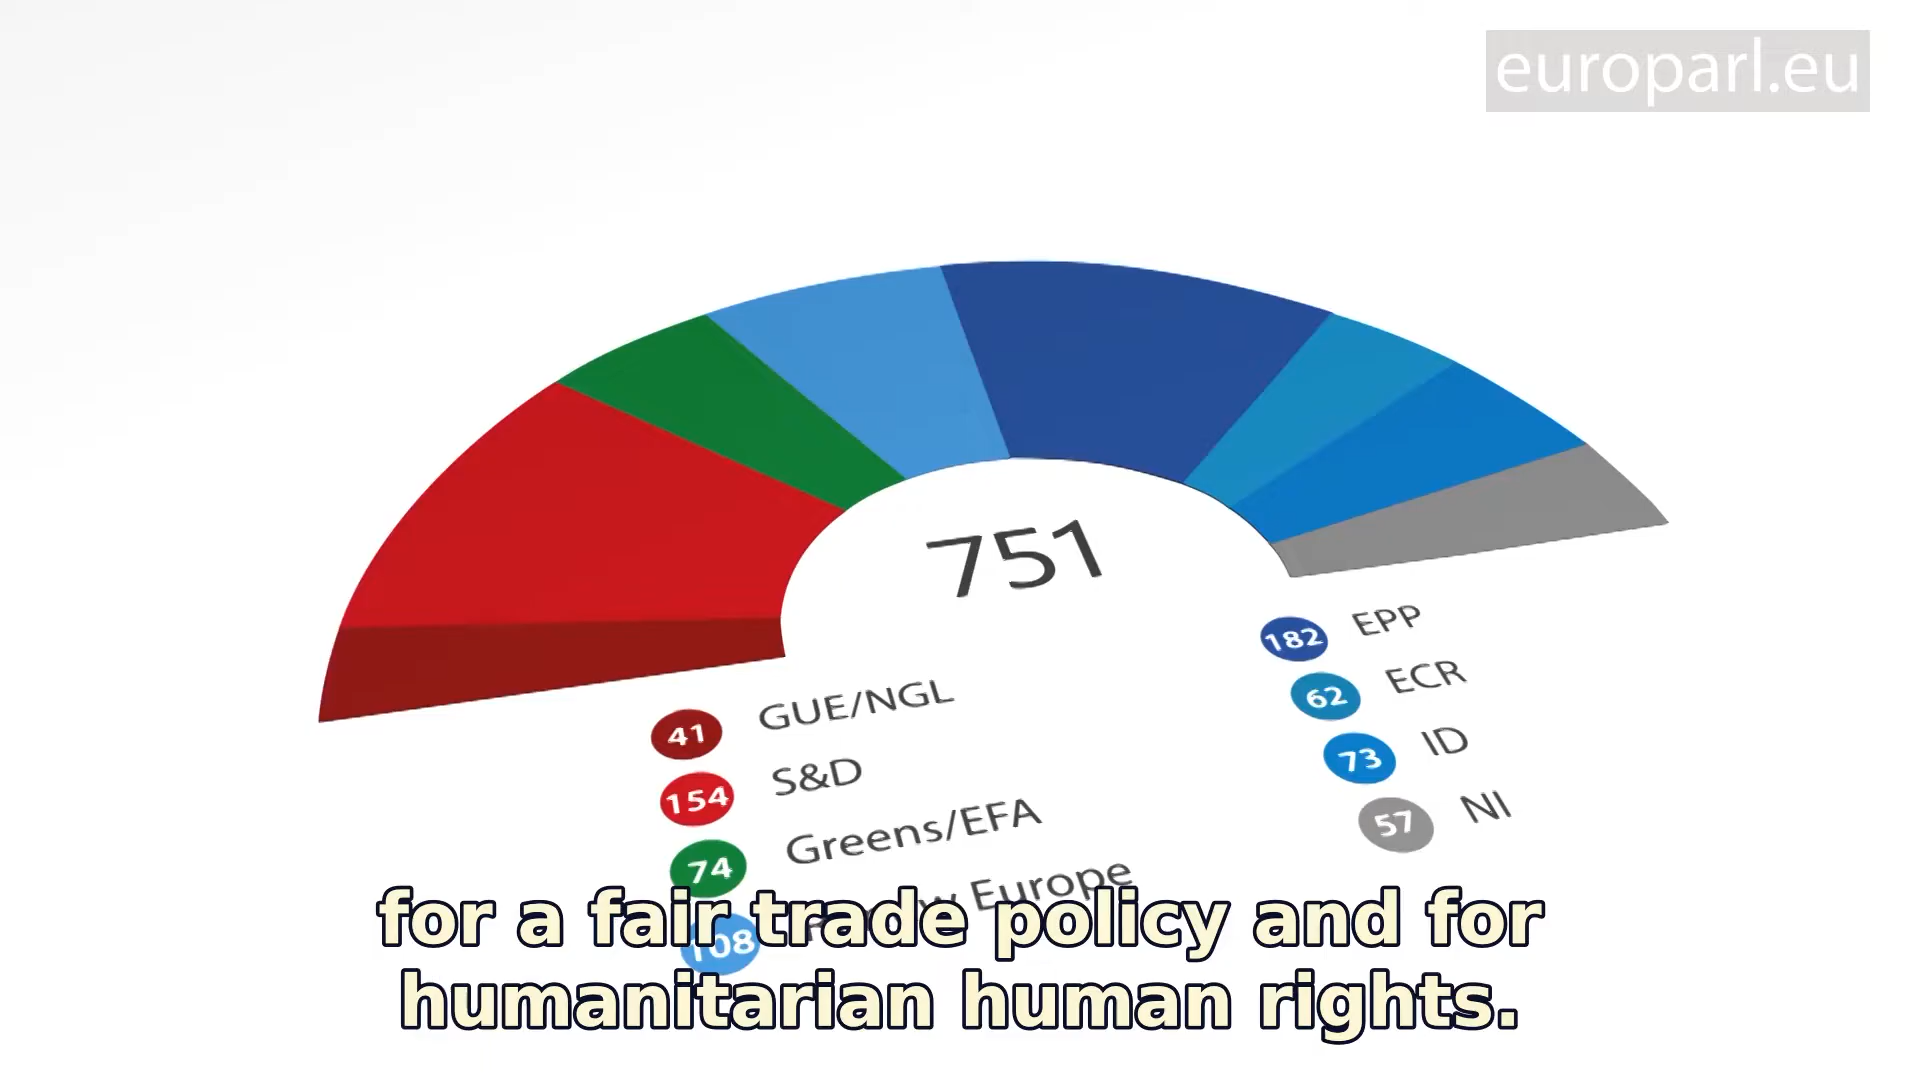 europarl.eu
751
41 GUE/NGL
154 S&D
74 Greens/EFA
108 Europe
182 EPP
62 ECR
73 ID
57 NI
for a fair trade policy and for
humanitarian human rights.